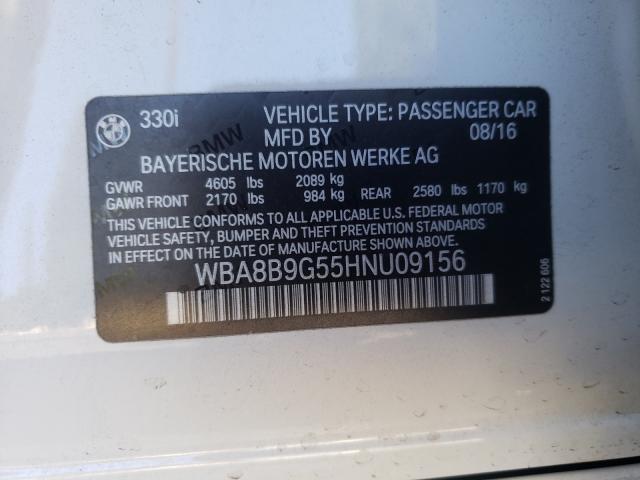 330i VEHICLE TYPE: PASSENGER CAR
MFD BY 08/16
BAYERISCHE MOTOREN WERKE AG
GVWR 4605 lbs 2089 kg
GAWR FRONT 2170 lbs 984 kg REAR 2580 lbs 1170 kg
THIS VEHICLE CONFORMS TO ALL APPLICABLE U.S. FEDERAL MOTOR
VEHICLE SAFETY, BUMPER AND THEFT PREVENTION STANDARDS
IN EFFECT ON THE DATE OF MANUFACTURE SHOWN ABOVE.
WBA8B9G55HNU09156
2 122 606
BMW